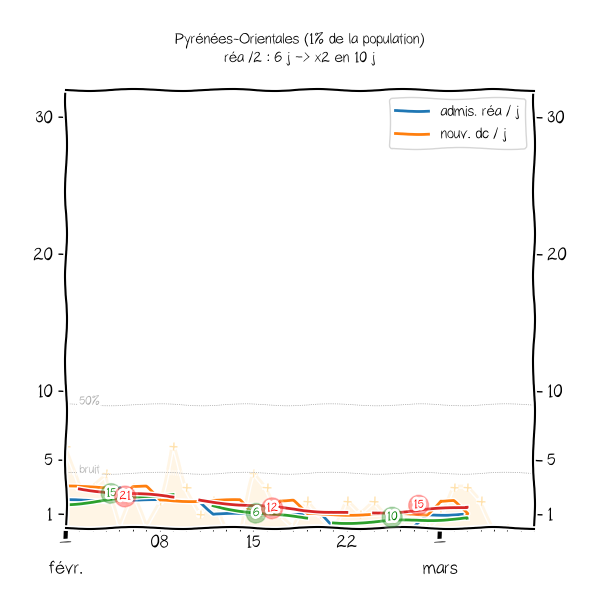 Pyrénées-Orientales (1% de la population)
réa /2 : 6 j -> x2 en 10 j
admis. réa / j
nouv. dc / j
30
30
20
20
10
10
50%
5
5
bruit
15
21
6
12
10
15
1
1
08
15
22
févr.
mars